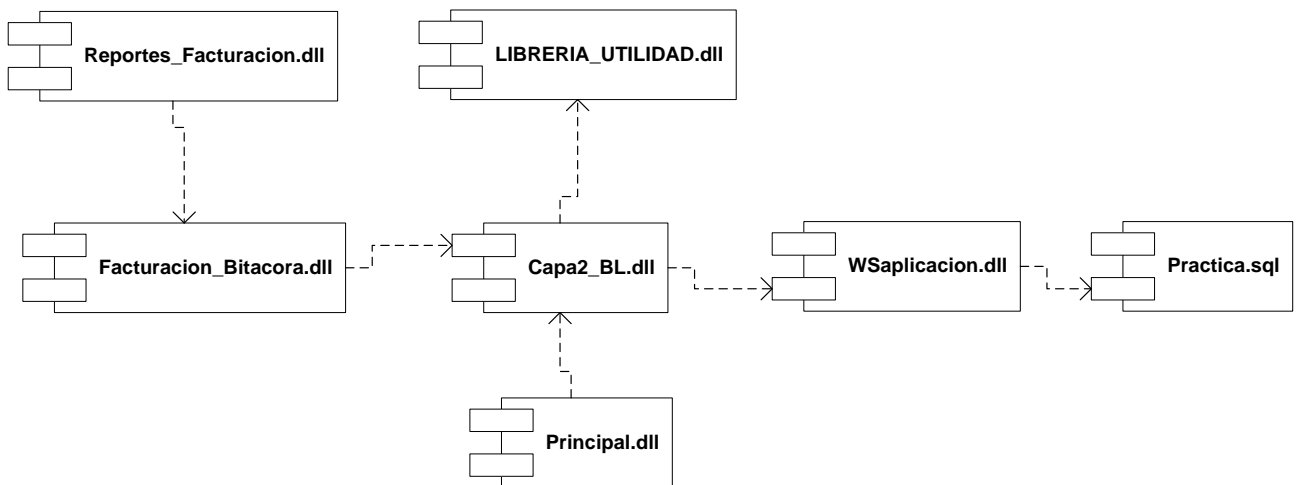 Reportes_Facturacion.dll
LIBRERIA_UTILIDAD.dll
Facturacion_Bitacora.dll
Capa2_BL.dll
WSaplicacion.dll
Practica.sql
Principal.dll